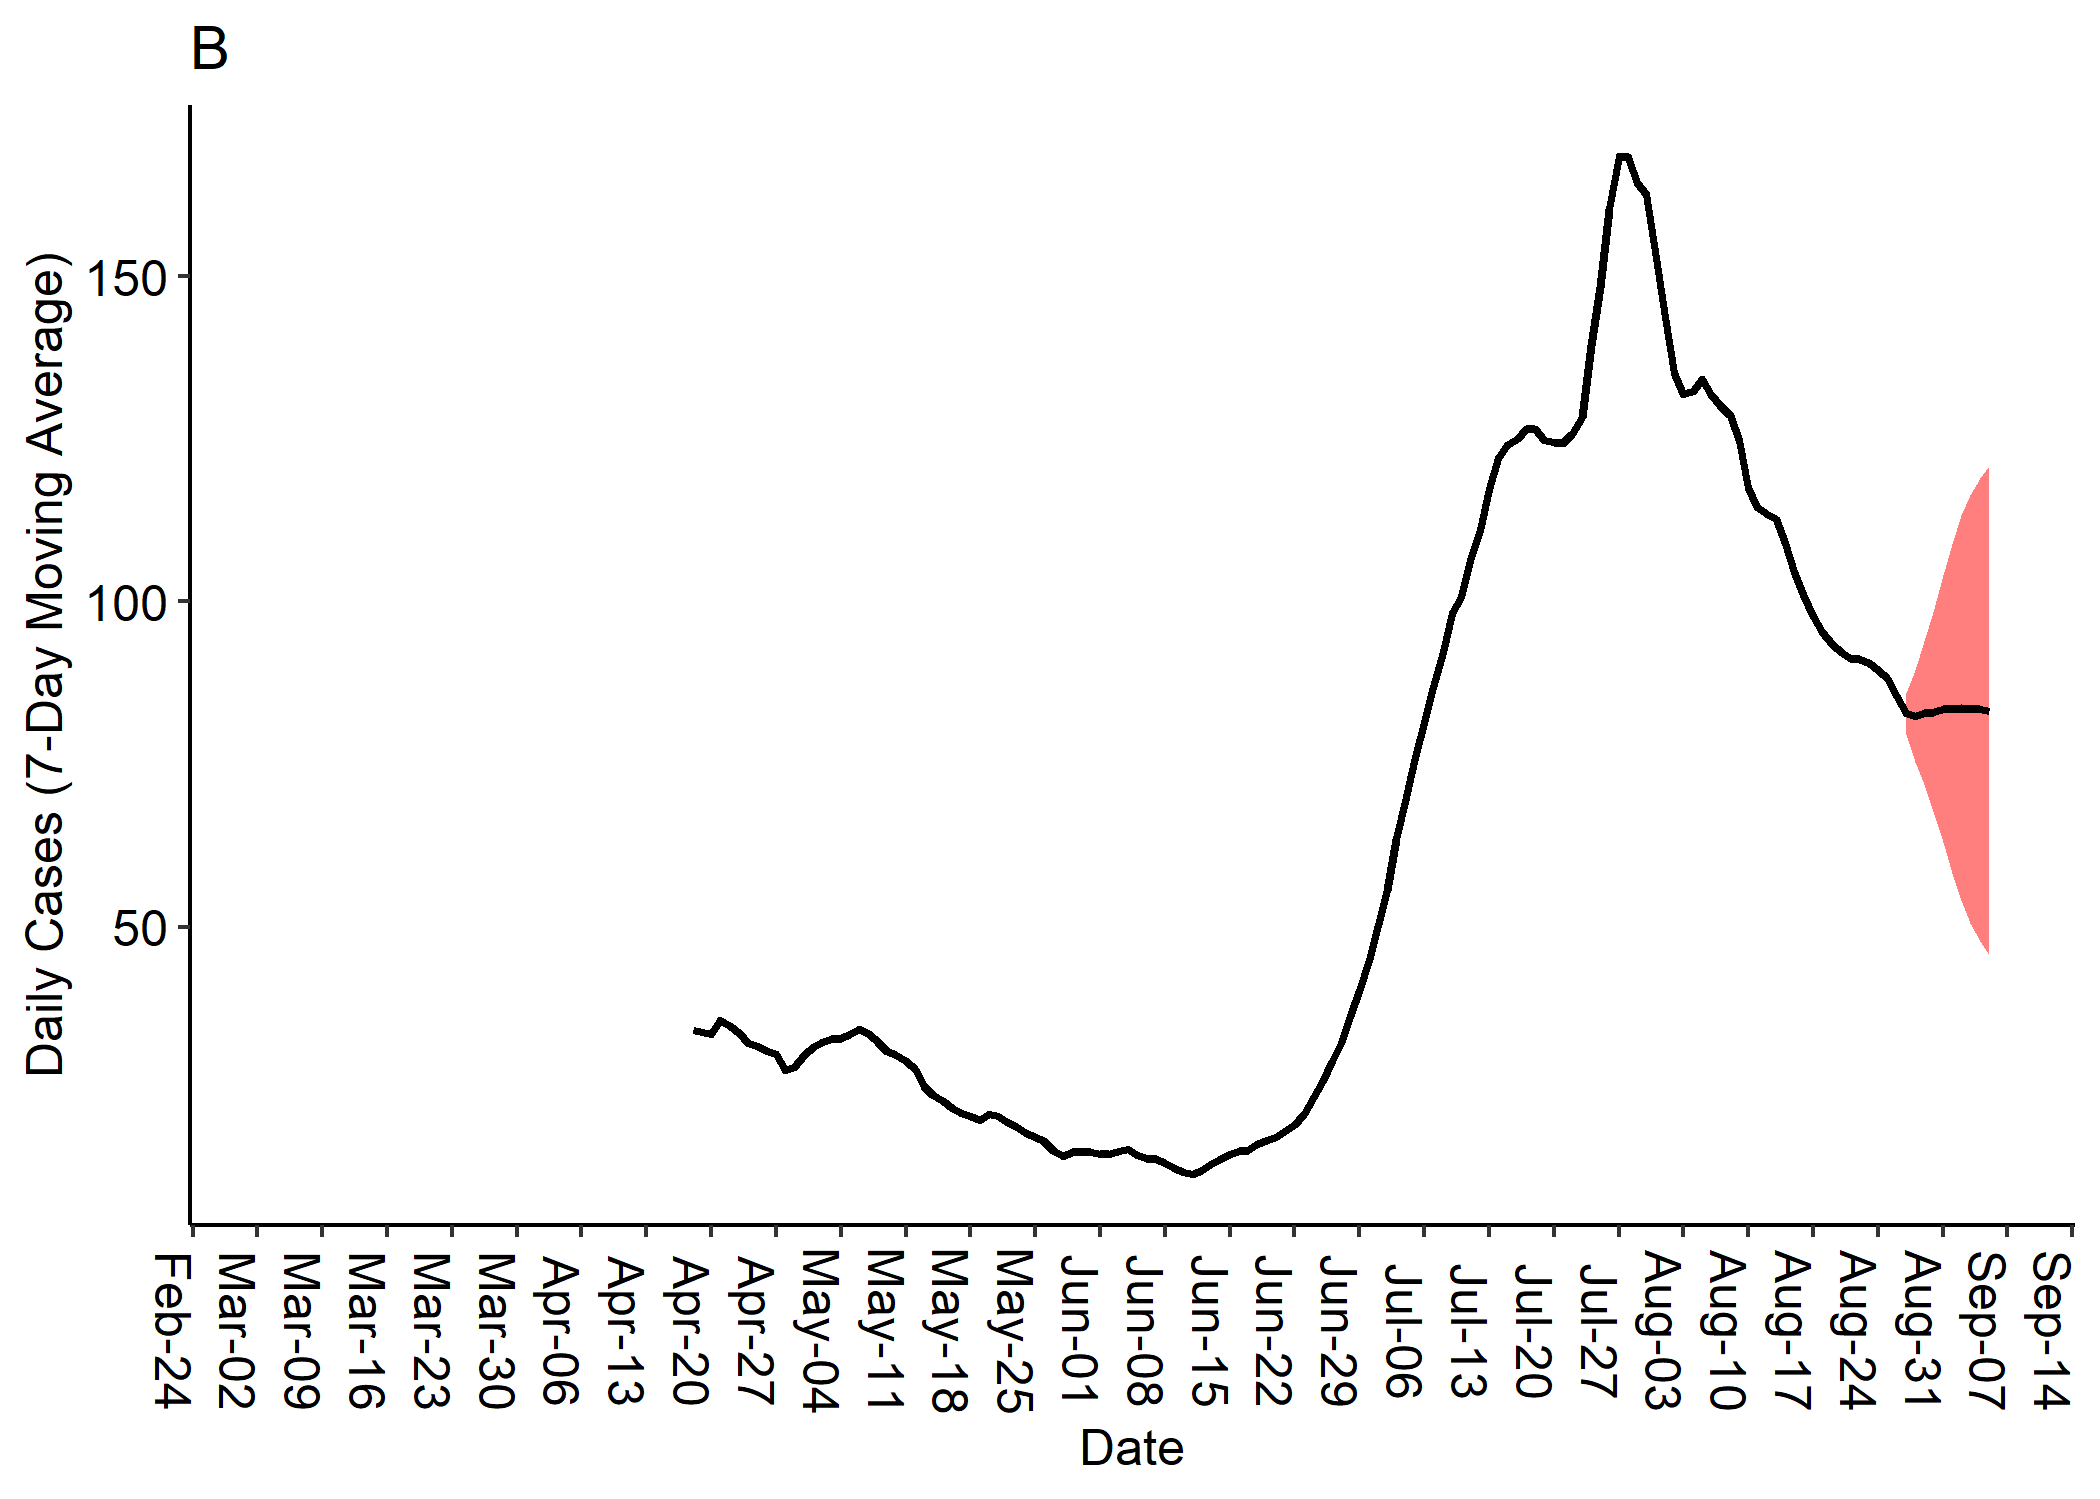 B
Daily Cases (7-Day Moving Average)
150
100
50
Feb-24
Mar-02
Mar-09
Mar-16
Mar-23
Mar-30
Apr-06
Apr-13
Apr-20
Apr-27
May-04
May-11
May-18
May-25
Jun-01
Jun-08
Jun-15
Jun-22
Jun-29
Jul-06
Jul-13
Jul-20
Jul-27
Aug-03
Aug-10
Aug-17
Aug-24
Aug-31
Sep-07
Sep-14
Date